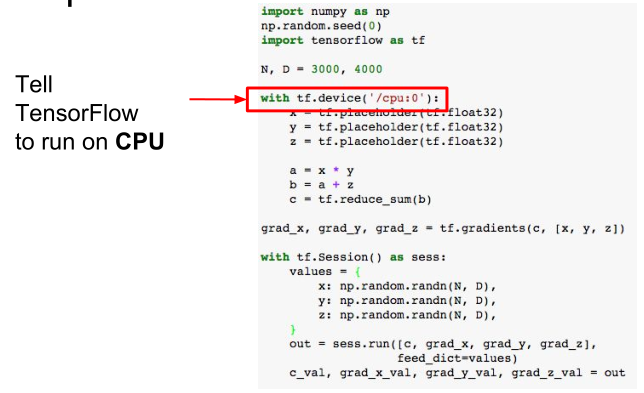 Tell
TensorFlow
to run on CPU
import numpy as np
np.random.seed(0)
import tensorflow as tf
N, D = 3000, 4000
with tf.device('/cpu:0'):
x = tf.placeholder(tf.float32)
y = tf.placeholder(tf.float32)
z = tf.placeholder(tf.float32)
a = x * y
b = a + z
c = tf.reduce_sum(b)
grad_x, grad_y, grad_z = tf.gradients(c, [x, y, z])
with tf.Session() as sess:
values = {
x: np.random.randn(N, D),
y: np.random.randn(N, D),
z: np.random.randn(N, D),
}
out = sess.run([c, grad_x, grad_y, grad_z],
feed_dict=values)
c_val, grad_x_val, grad_y_val, grad_z_val = out